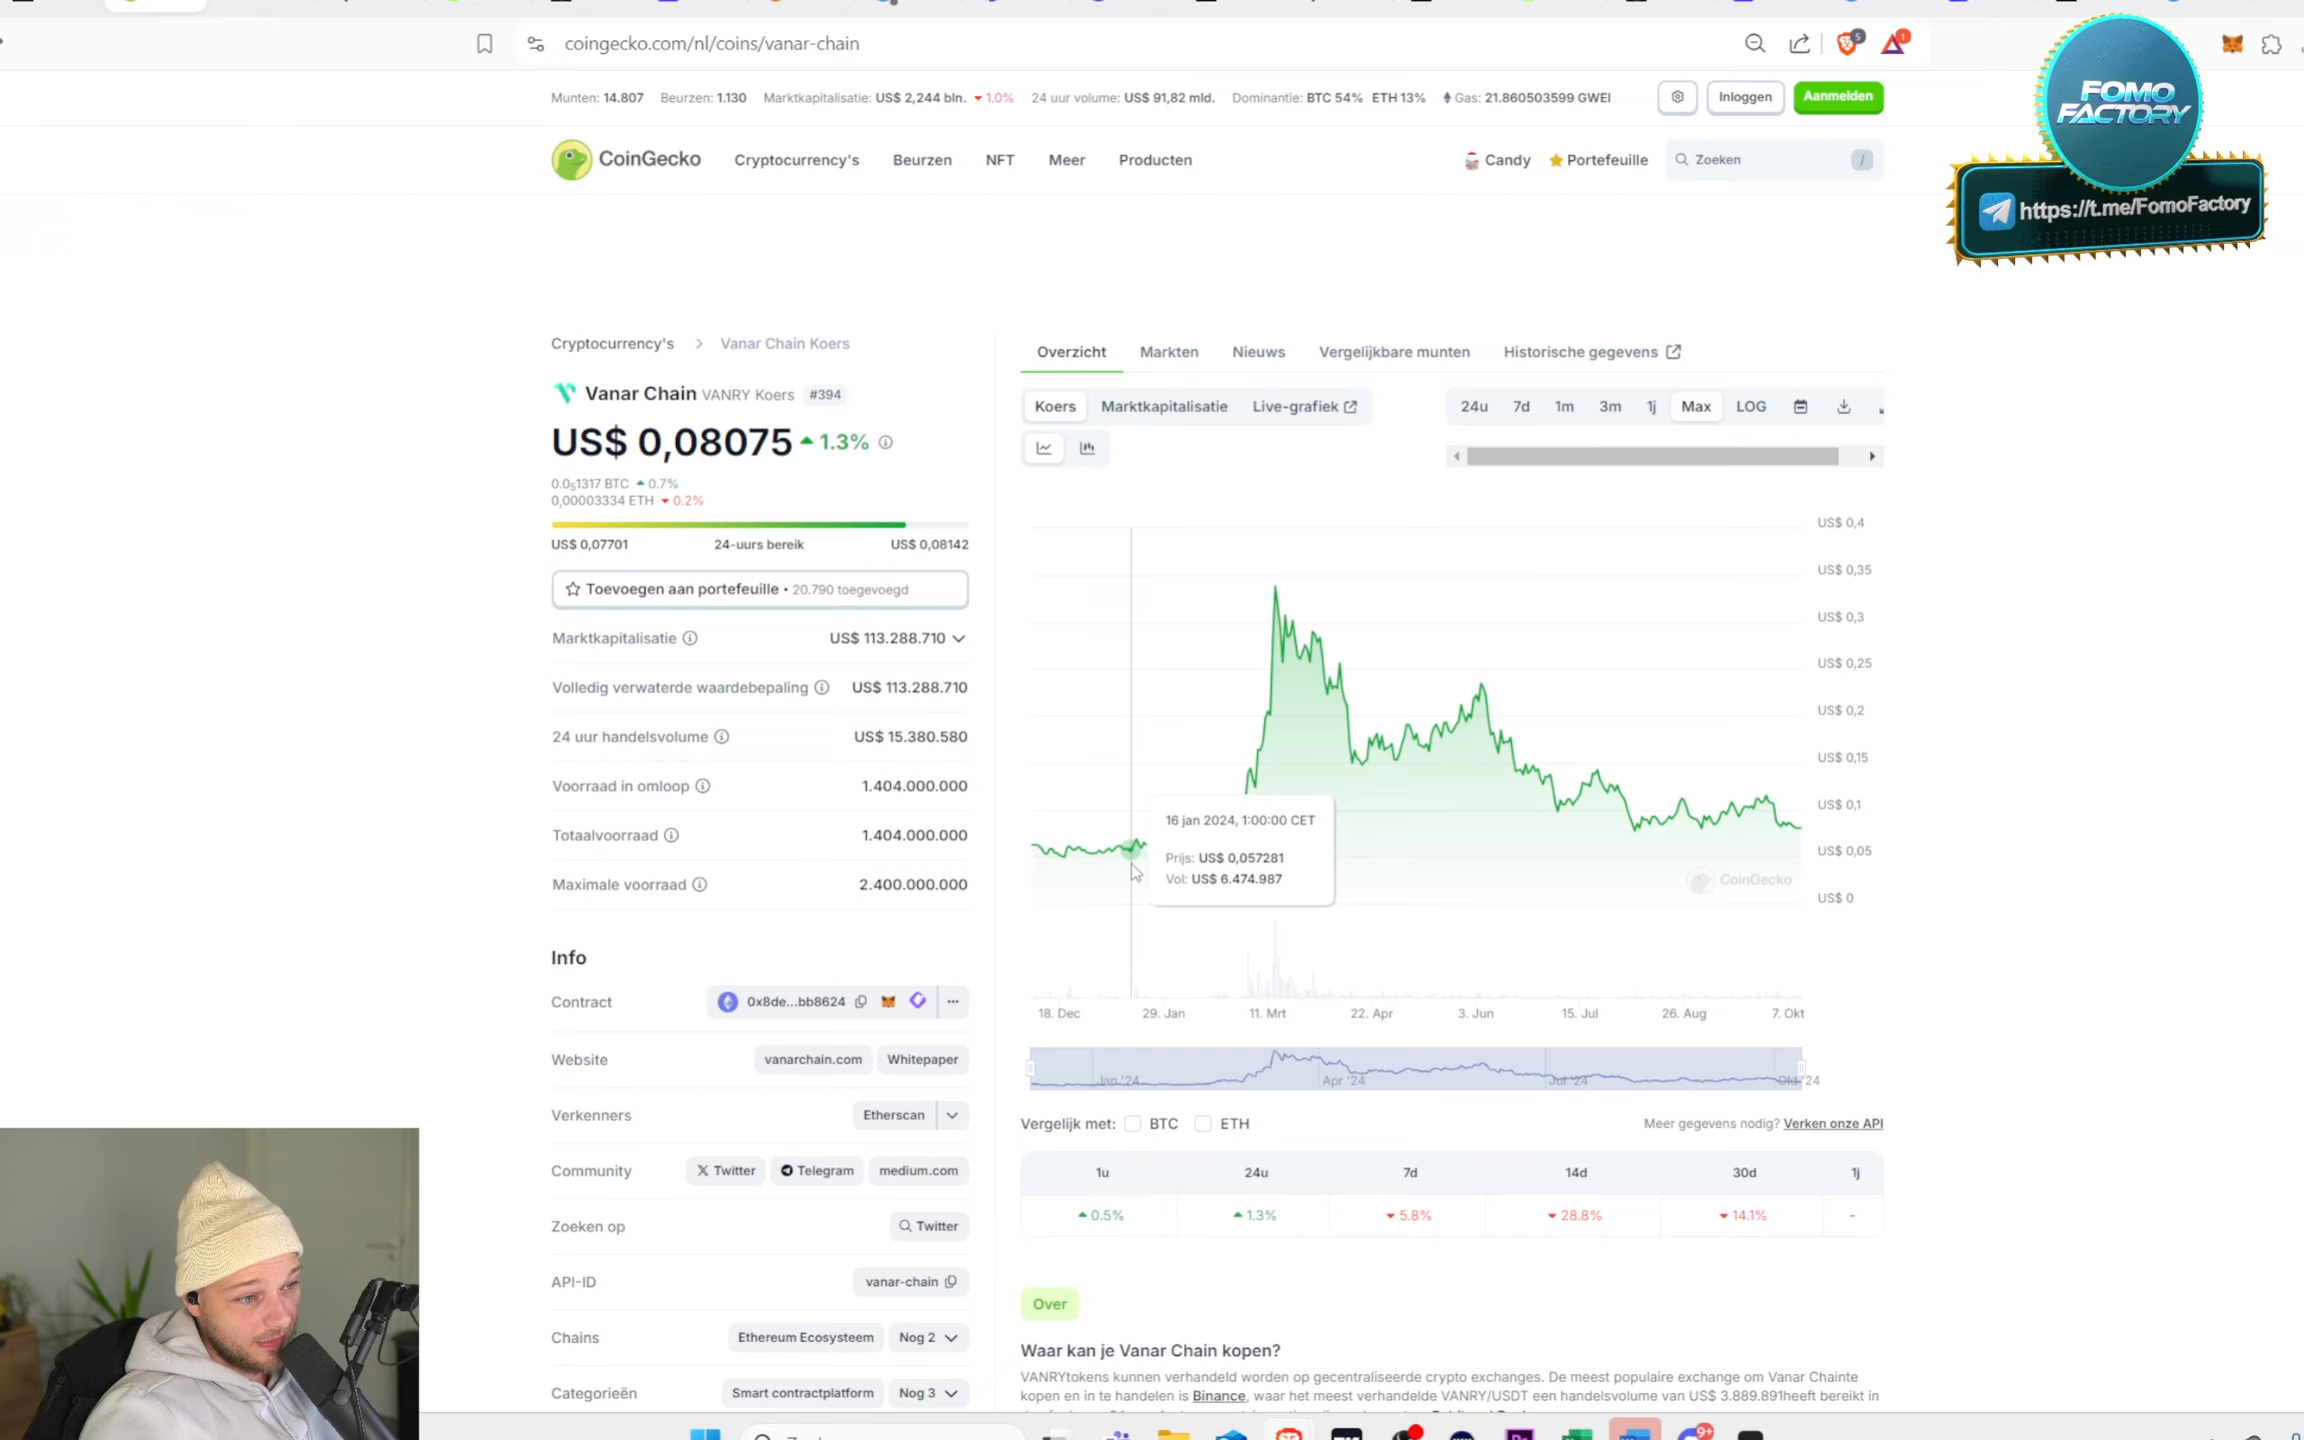 coingecko.com/nl/coins/vanar-chain
5
1
FOMO
FACTORY
https://t.me/FomoFactory
Munten: 14.807 Beurzen: 1.130 Marktkapitalisatie: US$ 2,244 bln. 1.0% 24 uur volume: US$ 91,82 mld. Dominantie: BTC 54% ETH 13% Gas: 21.860503599 GWEI
Inloggen
Aanmelden
CoinGecko
Cryptocurrency's Beurzen NFT Meer Producten
Candy Portefeuille Zoeken /
Cryptocurrency's > Vanar Chain Koers
Vanar Chain VANRY Koers #394
US$ 0,08075 1.3%
0.0₅1317 BTC 0.7%
0,00003334 ETH 0.2%
US$ 0,07701 24-uurs bereik US$ 0,08142
Toevoegen aan portefeuille • 20.790 toegevoegd
Marktkapitalisatie US$ 113.288.710
Volledig verwaterde waardebepaling US$ 113.288.710
24 uur handelsvolume US$ 15.380.580
Voorraad in omloop 1.404.000.000
Totaalvoorraad 1.404.000.000
Maximale voorraad 2.400.000.000
Info
Contract 0x8de...bb8624
Website vanarchain.com Whitepaper
Verkenners Etherscan
Community Twitter Telegram medium.com
Zoeken op Twitter
API-ID vanar-chain
Chains Ethereum Ecosysteem Nog 2
Categorieën Smart contractplatform Nog 3
Overzicht Markten Nieuws Vergelijkbare munten Historische gegevens
Koers Marktkapitalisatie Live-grafiek
24u 7d 1m 3m 1j Max LOG
US$ 0,4
US$ 0,35
US$ 0,3
US$ 0,25
US$ 0,2
US$ 0,15
US$ 0,1
US$ 0,05
US$ 0
16 jan 2024, 1:00:00 CET
Prijs: US$ 0,057281
Vol: US$ 6.474.987
CoinGecko
18. Dec 29. Jan 11. Mrt 22. Apr 3. Jun 15. Jul 26. Aug 7. Okt
Jan '24 Apr '24 Jul '24 Okt '24
Vergelijk met: BTC ETH
Meer gegevens nodig? Verken onze API
1u 24u 7d 14d 30d 1j
0.5% 1.3% 5.8% 28.8% 14.1% -
Over
Waar kan je Vanar Chain kopen?
VANRYtokens kunnen verhandeld worden op gecentraliseerde crypto exchanges. De meest populaire exchange om Vanar Chainte
kopen en in te handelen is Binance, waar het meest verhandelde VANRY/USDT een handelsvolume van US$ 3.889.891heeft bereikt in
9+